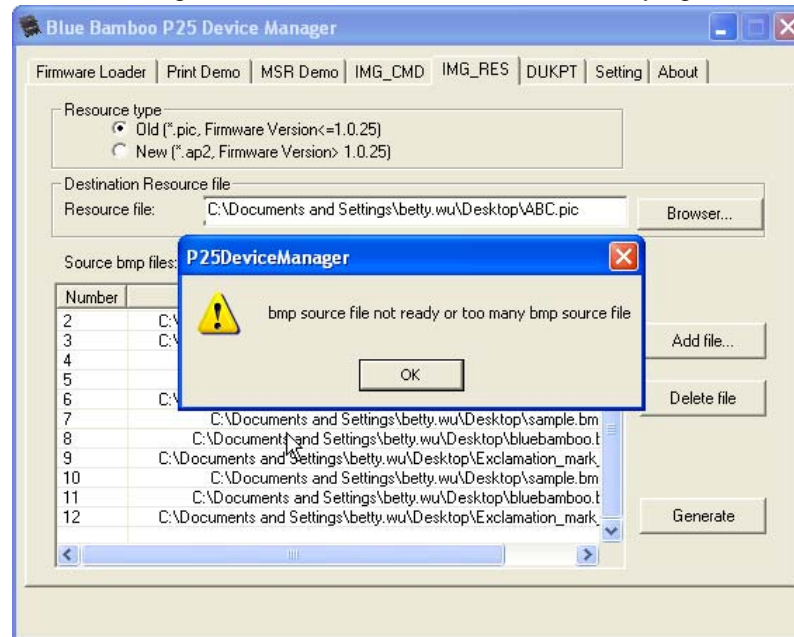 Blue Bamboo P25 Device Manager
Firmware Loader Print Demo MSR Demo IMG_CMD IMG_RES DUKPT Setting About
Resource type
Old (*.pic, Firmware Version<=1.0.25)
New (*.ap2, Firmware Version> 1.0.25)
Destination Resource file
Resource file: C:\Documents and Settings\betty.wu\Desktop\ABC.pic Browser...
Source bmp files:
P25DeviceManager
bmp source file not ready or too many bmp source file
OK
Number
2 C:\
3 C:\
4
5
6 C:\
Add file...
Delete file
7 C:\Documents and Settings\betty.wu\Desktop\sample.bm
8 C:\Documents and Settings\betty.wu\Desktop\bluebamboo.b
9 C:\Documents and Settings\betty.wu\Desktop\Exclamation_mark_
10 C:\Documents and Settings\betty.wu\Desktop\sample.bm
11 C:\Documents and Settings\betty.wu\Desktop\bluebamboo.b
12 C:\Documents and Settings\betty.wu\Desktop\Exclamation_mark_
Generate